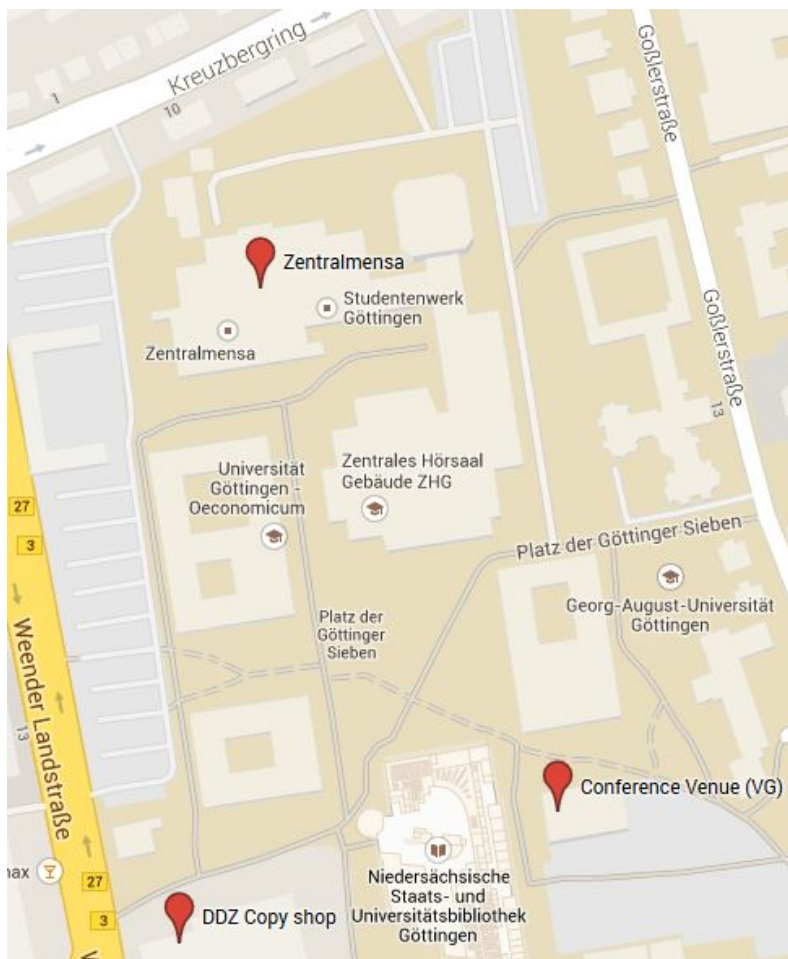 Kreuzbergring
1
10
Goßlerstraße
Zentralmensa
Studentenwerk
Göttingen
Zentralmensa
Goßlerstraße
13
Universität
Göttingen -
Oeconomicum
Zentrales Hörsaal
Gebäude ZHG
27
3
Platz der Göttinger Sieben
Georg-August-Universität
Göttingen
Platz der
Göttinger
Sieben
Weender Landstraße
13
Conference Venue (VG)
max
27
3
Niedersächsische
Staats- und
Universitätsbibliothek
Göttingen
DDZ Copy shop